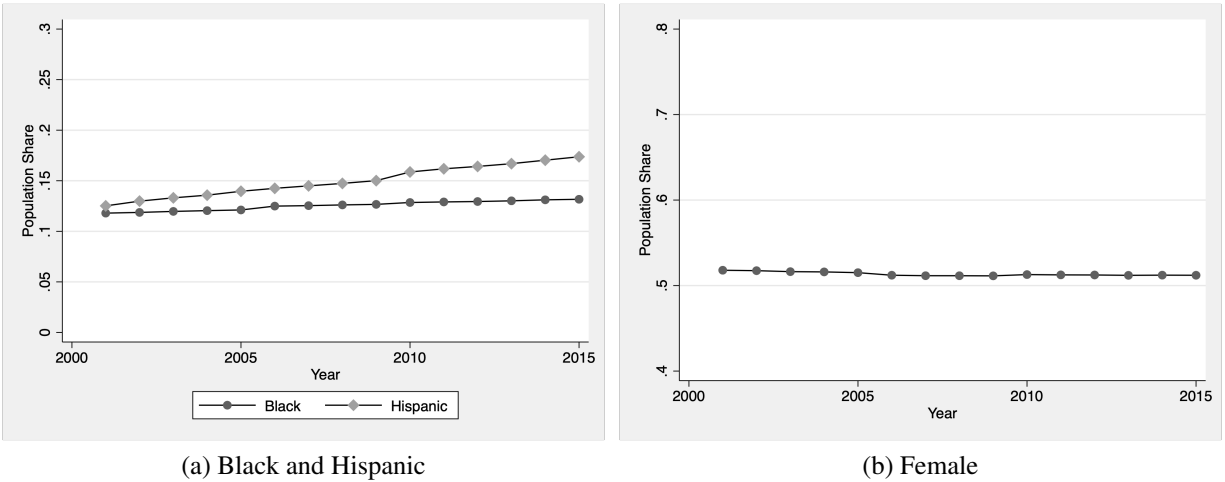 .3
.25
.2
.15
.1
.05
0
Population Share
2000 2005 2010 2015
Year
Black Hispanic
(a) Black and Hispanic
.8
.7
.6
.5
.4
Population Share
2000 2005 2010 2015
Year
(b) Female